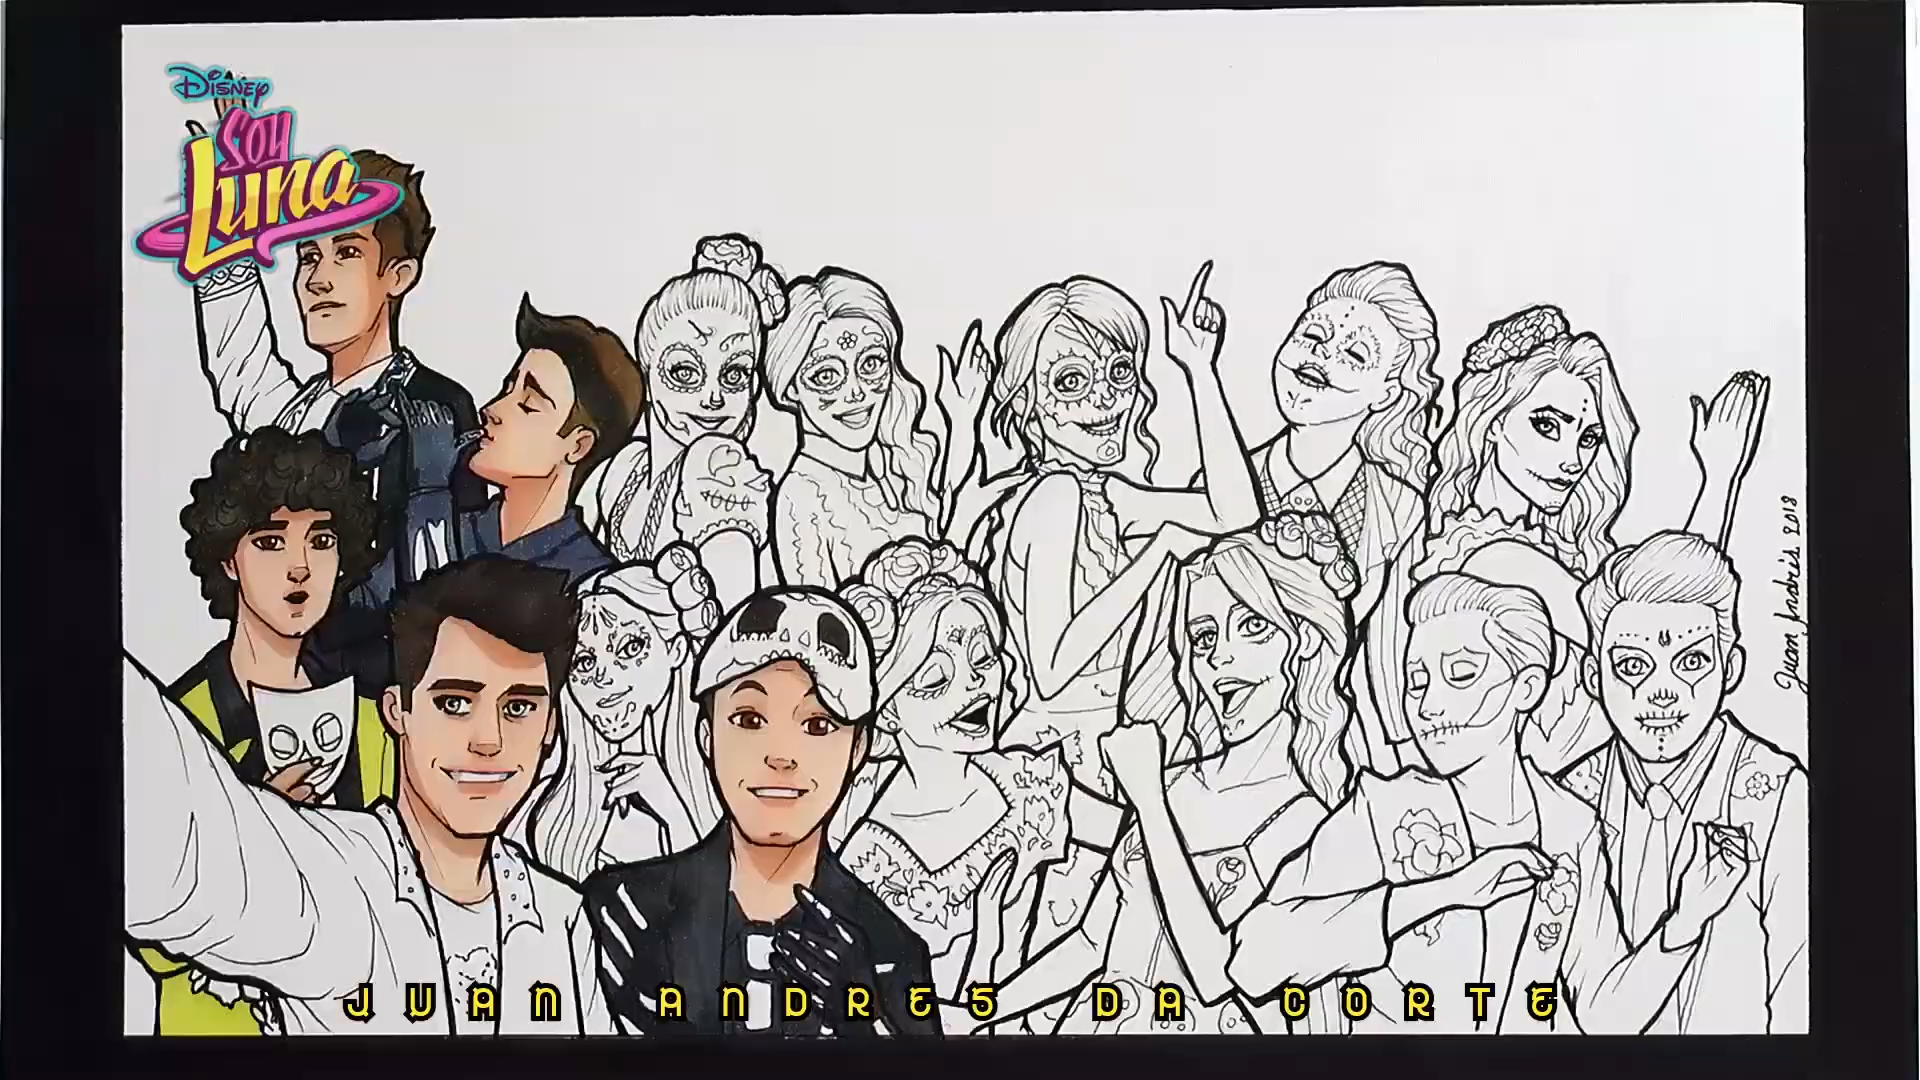 Disney
Soy
Luna
Juan Andrés 2018
JUAN ANDRES DA CORTE